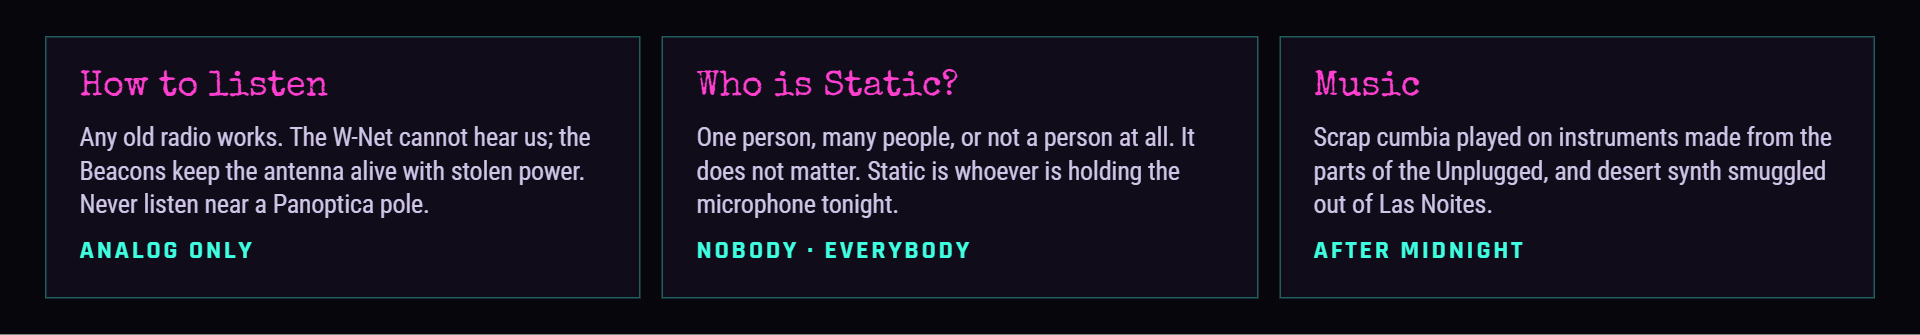 How to listen
Any old radio works. The W-Net cannot hear us; the
Beacons keep the antenna alive with stolen power.
Never listen near a Panoptica pole.
ANALOG ONLY
Who is Static?
One person, many people, or not a person at all. It
does not matter. Static is whoever is holding the
microphone tonight.
NOBODY · EVERYBODY
Music
Scrap cumbia played on instruments made from the
parts of the Unplugged, and desert synth smuggled
out of Las Noites.
AFTER MIDNIGHT